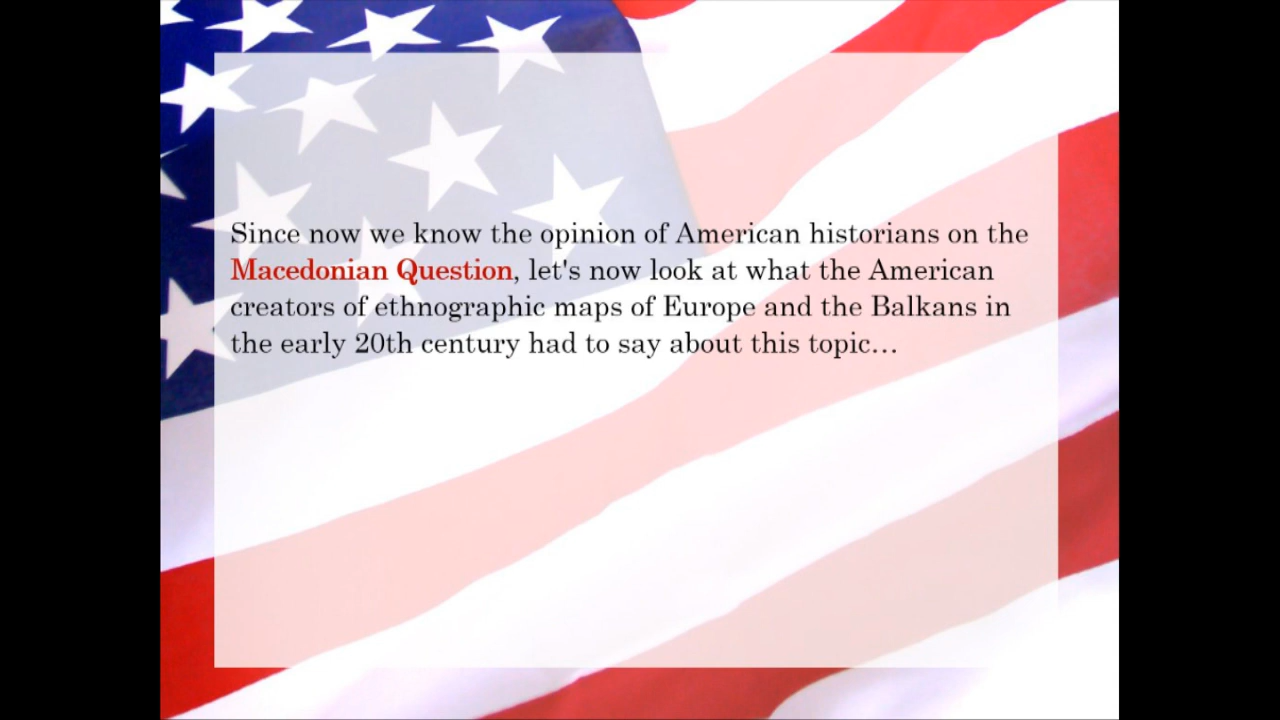 Since now we know the opinion of American historians on the
Macedonian Question, let's now look at what the American
creators of ethnographic maps of Europe and the Balkans in
the early 20th century had to say about this topic…